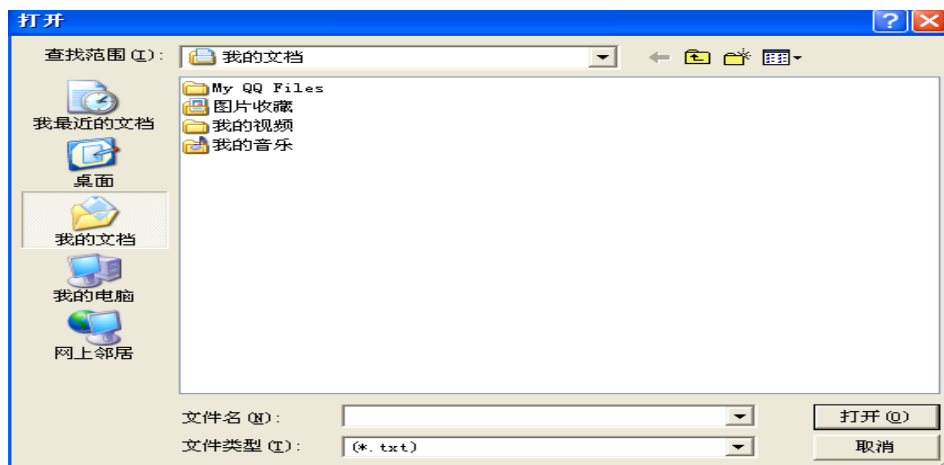 打开
查找范围(I):
我的文档
我最近的文档
桌面
我的文档
我的电脑
网上邻居
My QQ Files
图片收藏
我的视频
我的音乐
文件名(N):
打开(O)
文件类型(T):
(*.txt)
取消